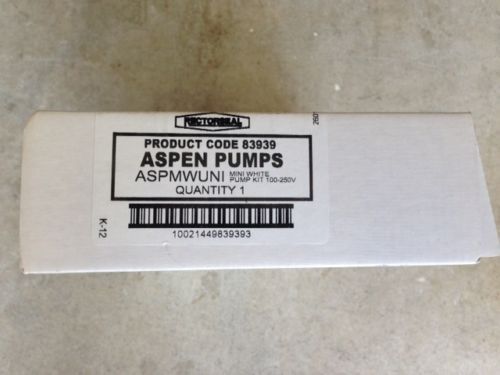 RECTORSEAL
PRODUCT CODE 83939
ASPEN PUMPS
ASPMWUNI MINI WHITE
PUMP KIT 100-250V
QUANTITY 1
10021449839393
K-12